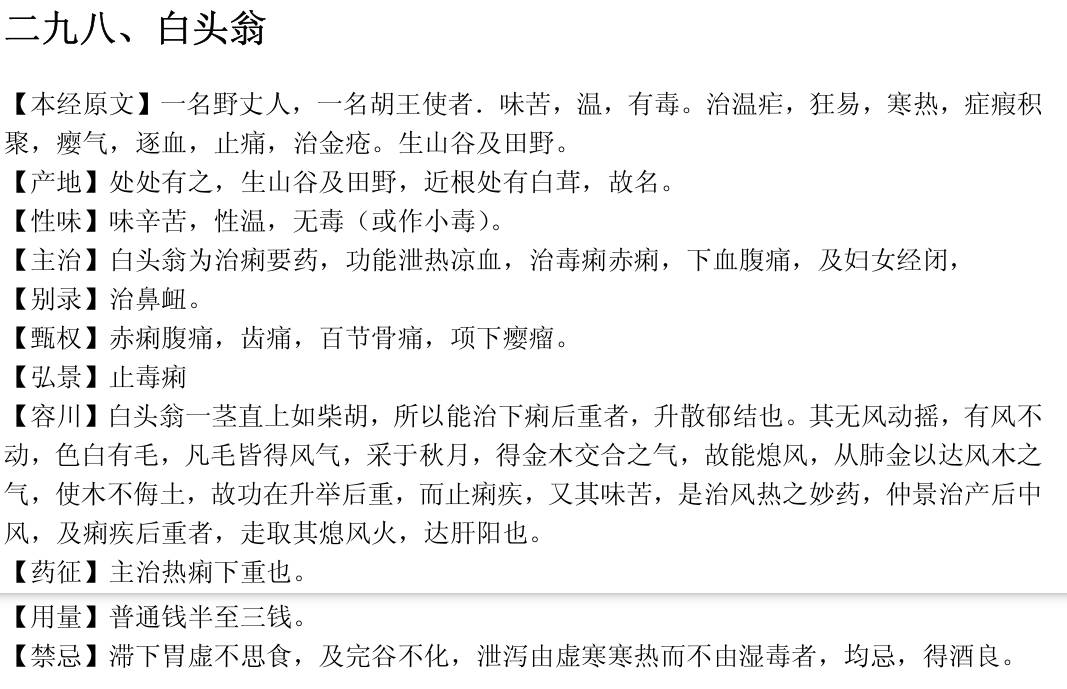 二九八、白头翁
【本经原文】一名野丈人，一名胡王使者．味苦，温，有毒。治温疟，狂易，寒热，症瘕积
聚，瘿气，逐血，止痛，治金疮。生山谷及田野。
【产地】处处有之，生山谷及田野，近根处有白茸，故名。
【性味】味辛苦，性温，无毒（或作小毒）。
【主治】白头翁为治痢要药，功能泄热凉血，治毒痢赤痢，下血腹痛，及妇女经闭，
【别录】治鼻衄。
【甄权】赤痢腹痛，齿痛，百节骨痛，项下瘿瘤。
【弘景】止毒痢
【容川】白头翁一茎直上如柴胡，所以能治下痢后重者，升散郁结也。其无风动摇，有风不
动，色白有毛，凡毛皆得风气，采于秋月，得金木交合之气，故能熄风，从肺金以达风木之
气，使木不侮土，故功在升举后重，而止痢疾，又其味苦，是治风热之妙药，仲景治产后中
风，及痢疾后重者，走取其熄风火，达肝阳也。
【药征】主治热痢下重也。
【用量】普通钱半至三钱。
【禁忌】滞下胃虚不思食，及完谷不化，泄泻由虚寒寒热而不由湿毒者，均忌，得酒良。